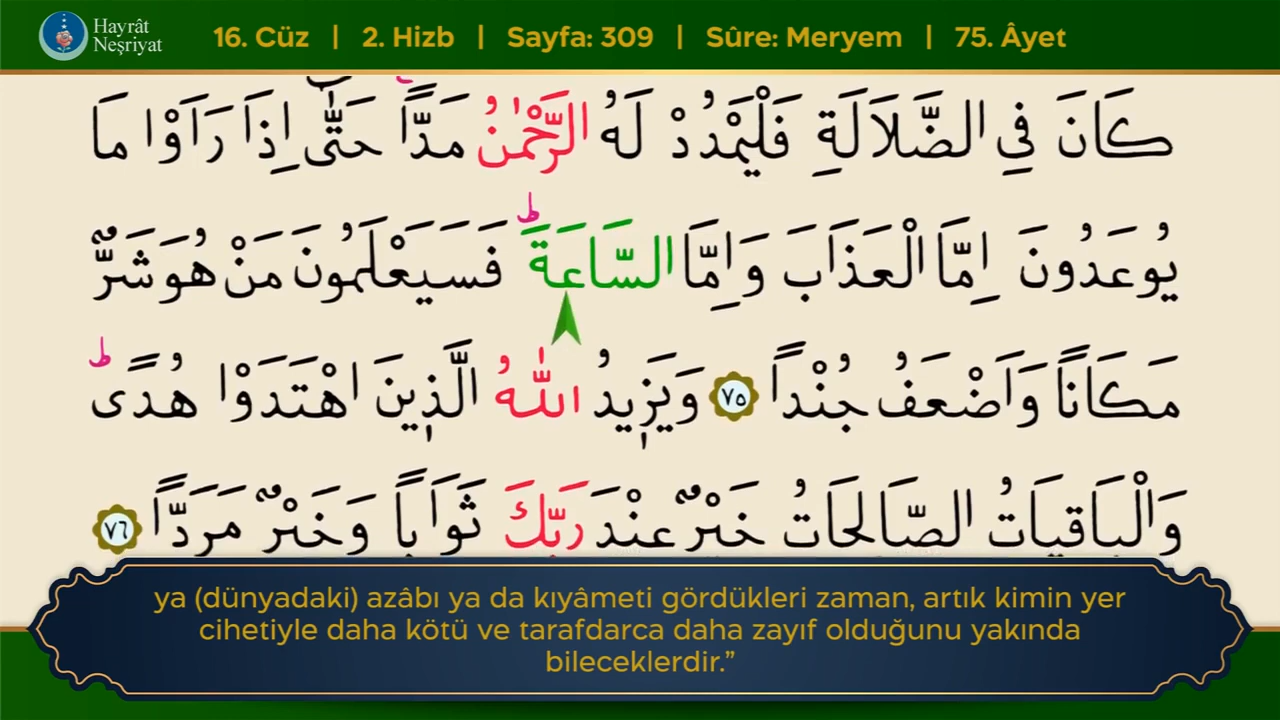 Hayrât
Neşriyat
16. Cüz | 2. Hizb | Sayfa: 309 | Sûre: Meryem | 75. Âyet
كَانَ فِي الضَّلَالَةِ فَلْيَمْدُدْ لَهُ الرَّحْمٰنُ مَدًّا حَتّٰى اِذَا رَاَوْا مَا
يُوعَدُونَ اِمَّا الْعَذَابَ وَاِمَّا السَّاعَةَ ط فَسَيَعْلَمُونَ مَنْ هُوَ شَرٌّ
مَكَانًا وَاَضْعَفُ جُنْدًا ٧٥ وَيَزِيدُ اللّٰهُ الَّذِينَ اهْتَدَوْا هُدًى ط
وَالْبَاقِيَاتُ الصَّالِحَاتُ خَيْرٌ عِنْدَ رَبِّكَ ثَوَابًا وَخَيْرٌ مَرَدًّا ٧٦
ya (dünyadaki) azâbı ya da kıyâmeti gördükleri zaman, artık kimin yer
cihetiyle daha kötü ve tarafdarca daha zayıf olduğunu yakında
bileceklerdir.”